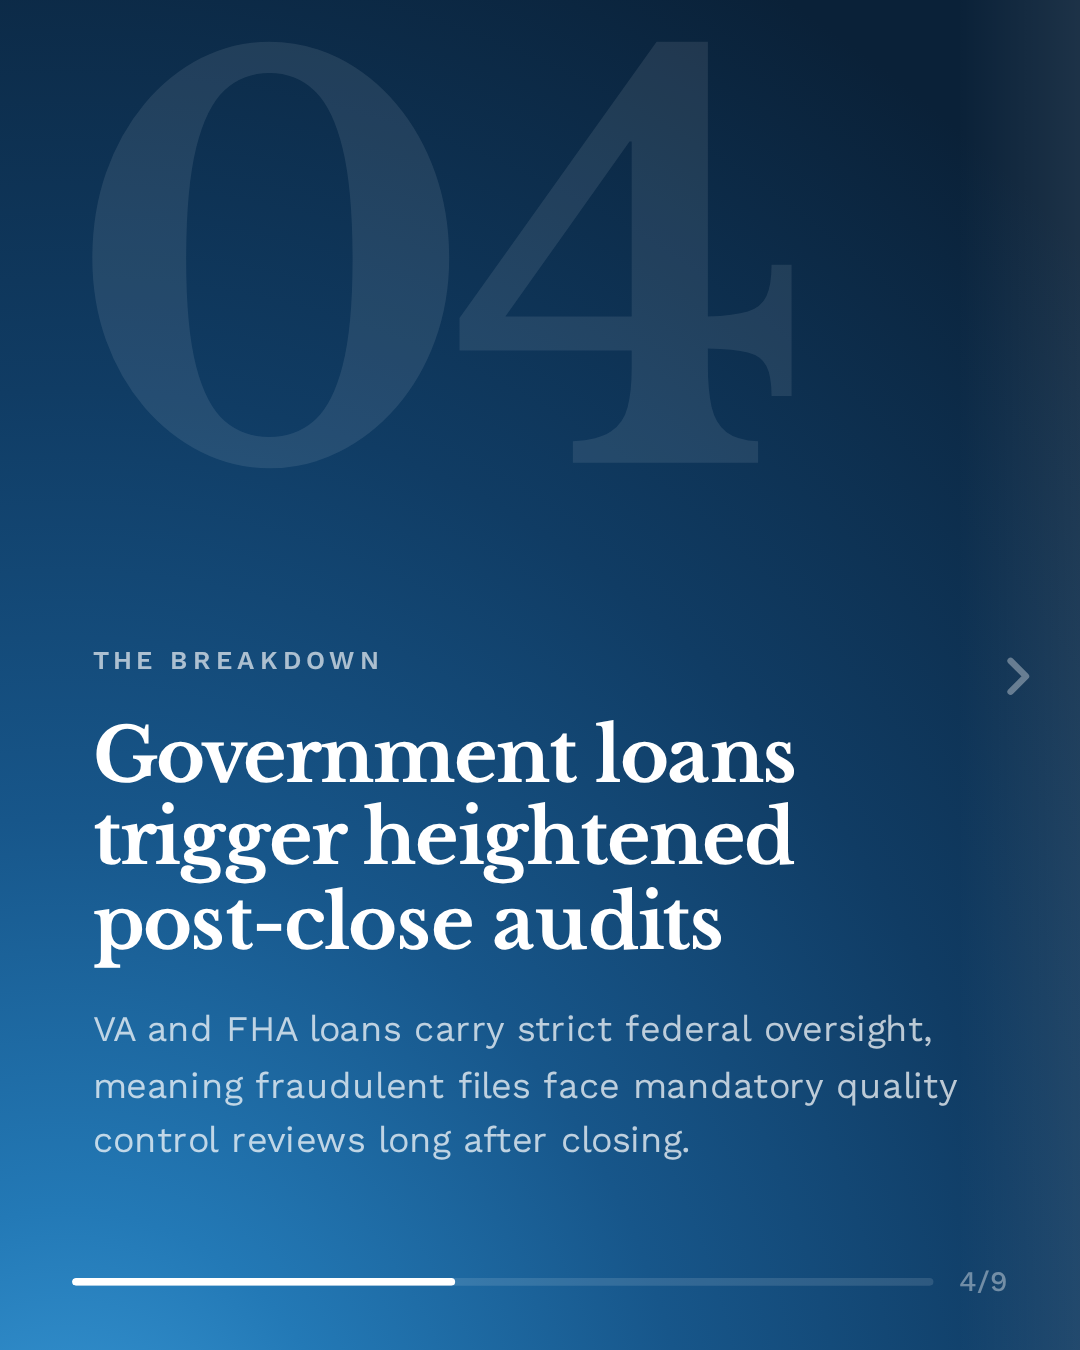 04
THE BREAKDOWN
Government loans
trigger heightened
post-close audits
VA and FHA loans carry strict federal oversight,
meaning fraudulent files face mandatory quality
control reviews long after closing.
4/9